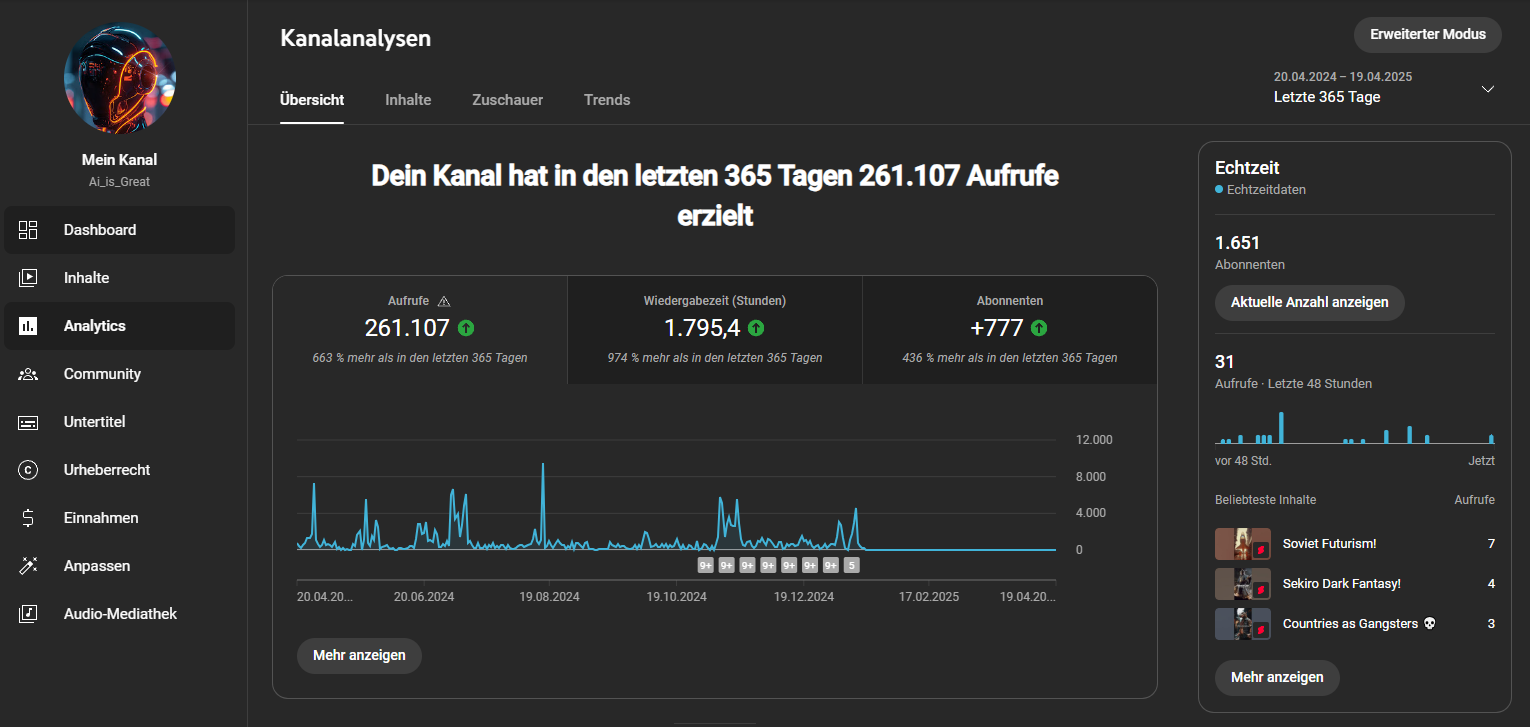 Mein Kanal
Ai_is_Great
Dashboard
Inhalte
Analytics
Community
Untertitel
Urheberrecht
Einnahmen
Anpassen
Audio-Mediathek
Kanalanalysen
Erweiterter Modus
Übersicht
Inhalte
Zuschauer
Trends
20.04.2024 – 19.04.2025
Letzte 365 Tage
Dein Kanal hat in den letzten 365 Tagen 261.107 Aufrufe
erzielt
Aufrufe
261.107
663 % mehr als in den letzten 365 Tagen
Wiedergabezeit (Stunden)
1.795,4
974 % mehr als in den letzten 365 Tagen
Abonnenten
+777
436 % mehr als in den letzten 365 Tagen
12.000
8.000
4.000
0
9+ 9+ 9+ 9+ 9+ 9+ 9+ 5
20.04.20... 20.06.2024 19.08.2024 19.10.2024 19.12.2024 17.02.2025 19.04.20...
Mehr anzeigen
Echtzeit
Echtzeitdaten
1.651
Abonnenten
Aktuelle Anzahl anzeigen
31
Aufrufe · Letzte 48 Stunden
vor 48 Std. Jetzt
Beliebteste Inhalte Aufrufe
Soviet Futurism! 7
Sekiro Dark Fantasy! 4
Countries as Gangsters 💀 3
Mehr anzeigen